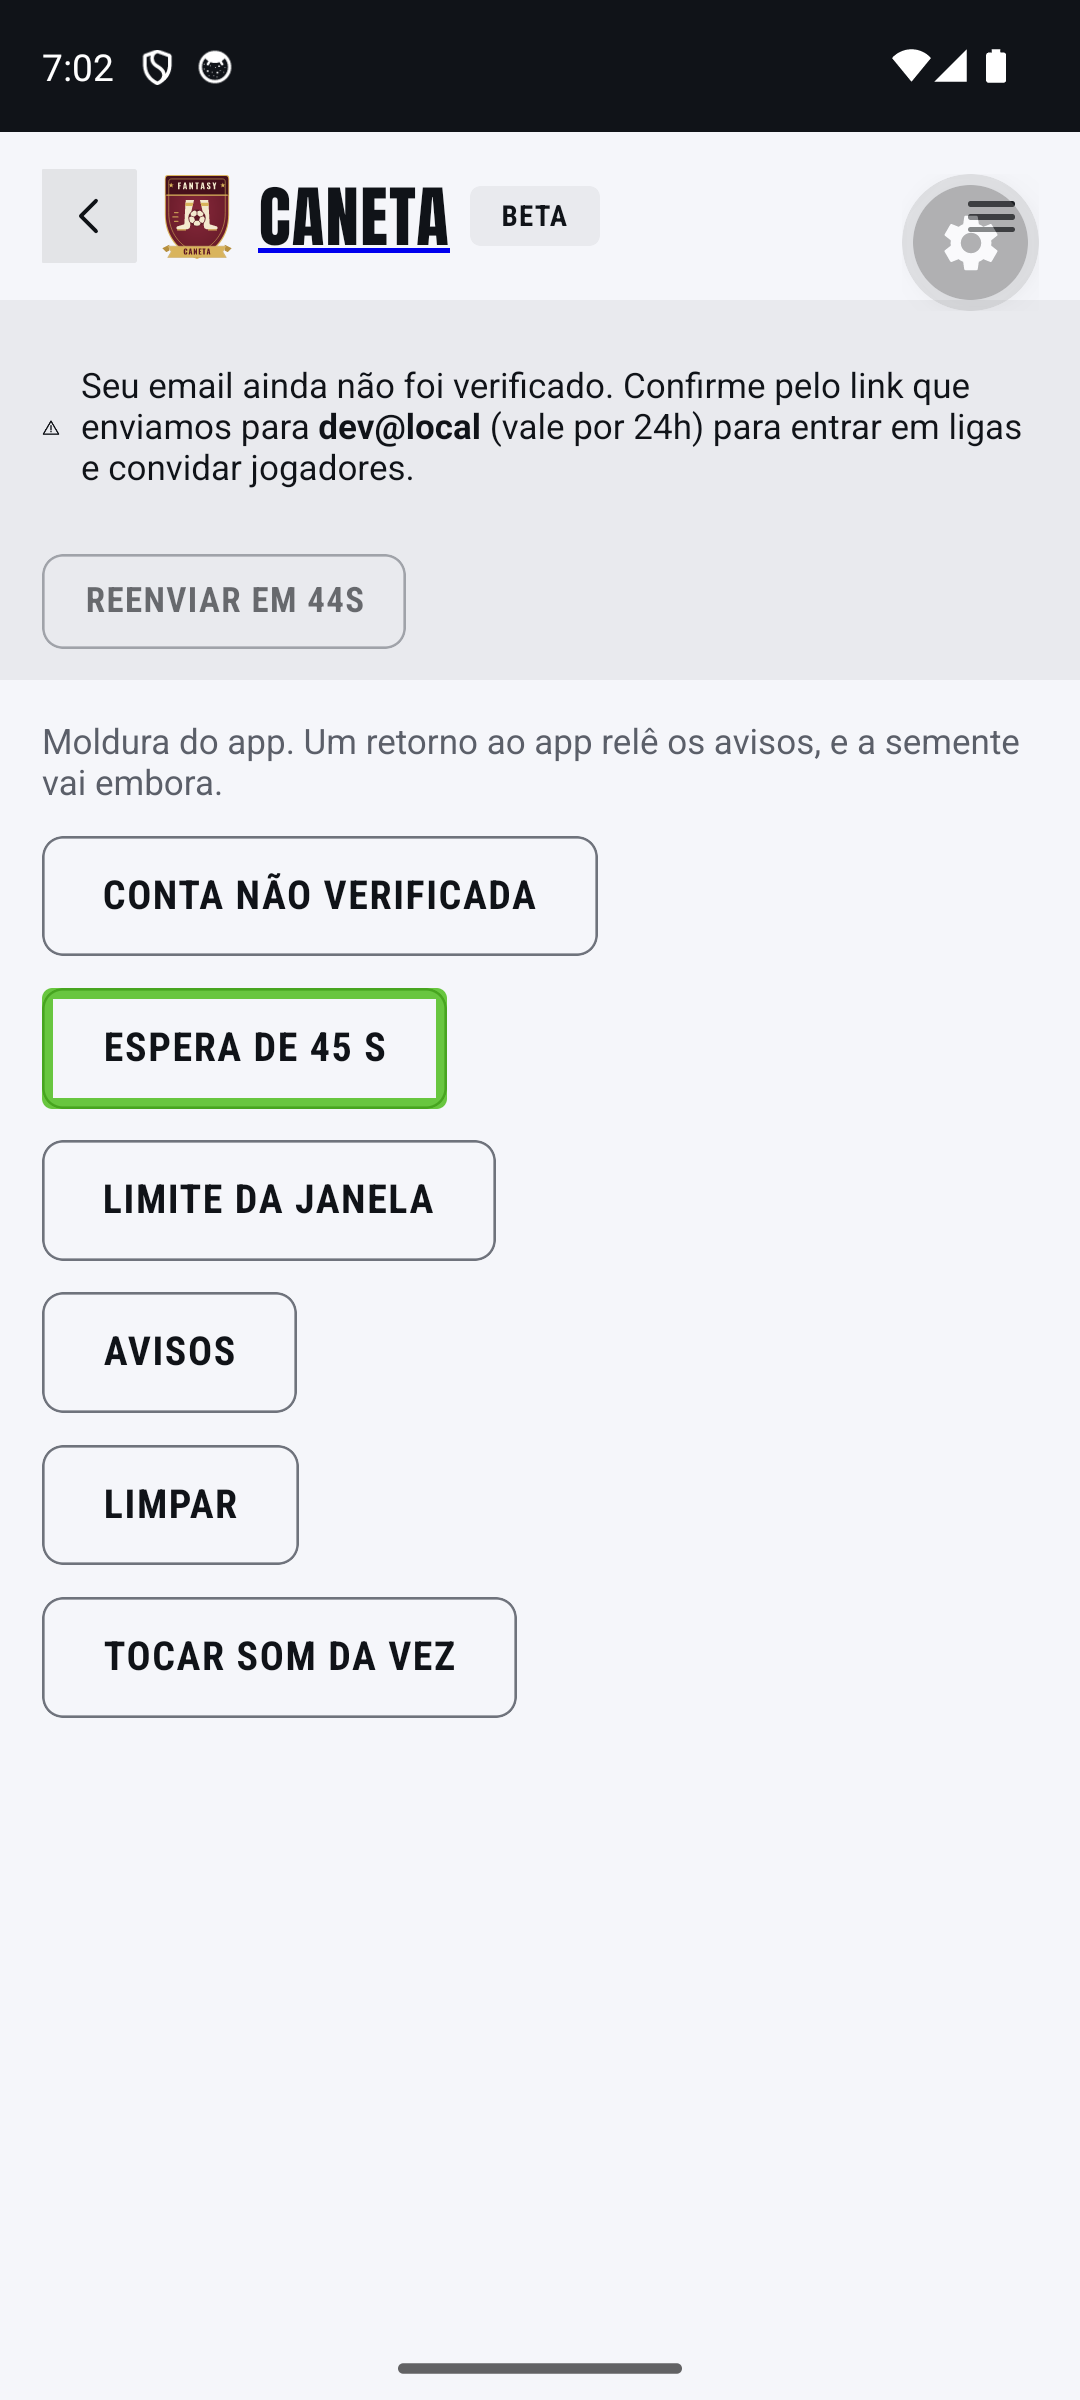 7:02
FANTASY
CANETA
CANETA
BETA
Seu email ainda não foi verificado. Confirme pelo link que
enviamos para dev@local (vale por 24h) para entrar em ligas
e convidar jogadores.
REENVIAR EM 44S
Moldura do app. Um retorno ao app relê os avisos, e a semente
vai embora.
CONTA NÃO VERIFICADA
ESPERA DE 45 S
LIMITE DA JANELA
AVISOS
LIMPAR
TOCAR SOM DA VEZ